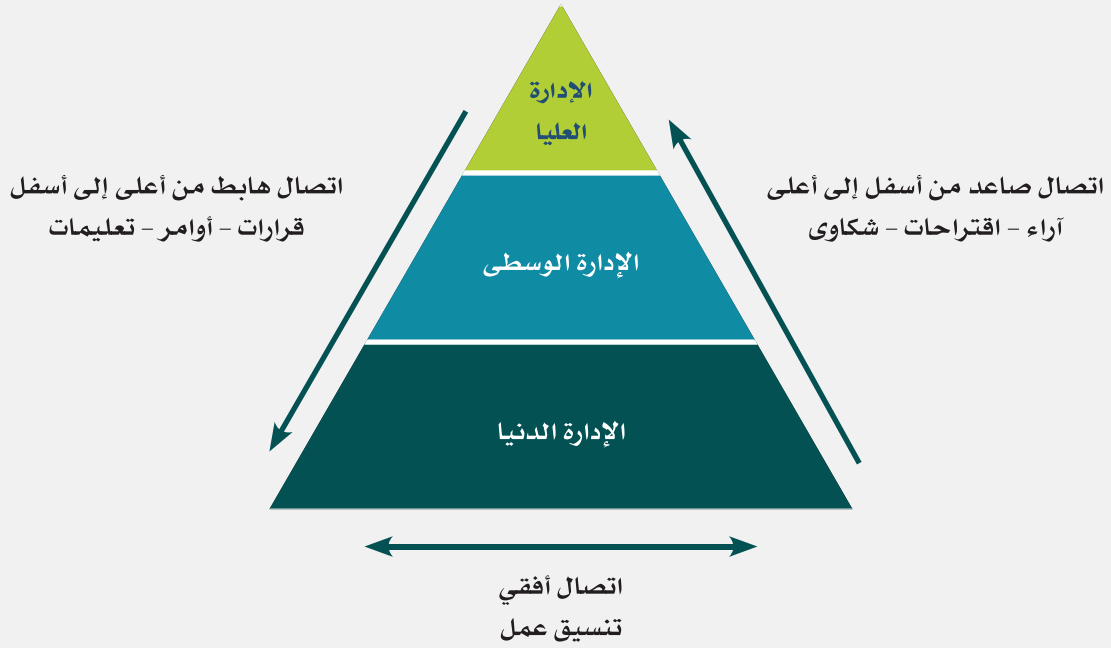 الإدارة
العليا
اتصال صاعد من أسفل إلى أعلى
آراء - اقتراحات - شكاوى
اتصال هابط من أعلى إلى أسفل
قرارات - أوامر - تعليمات
الإدارة الوسطى
الإدارة الدنيا
اتصال أفقي
تنسيق عمل